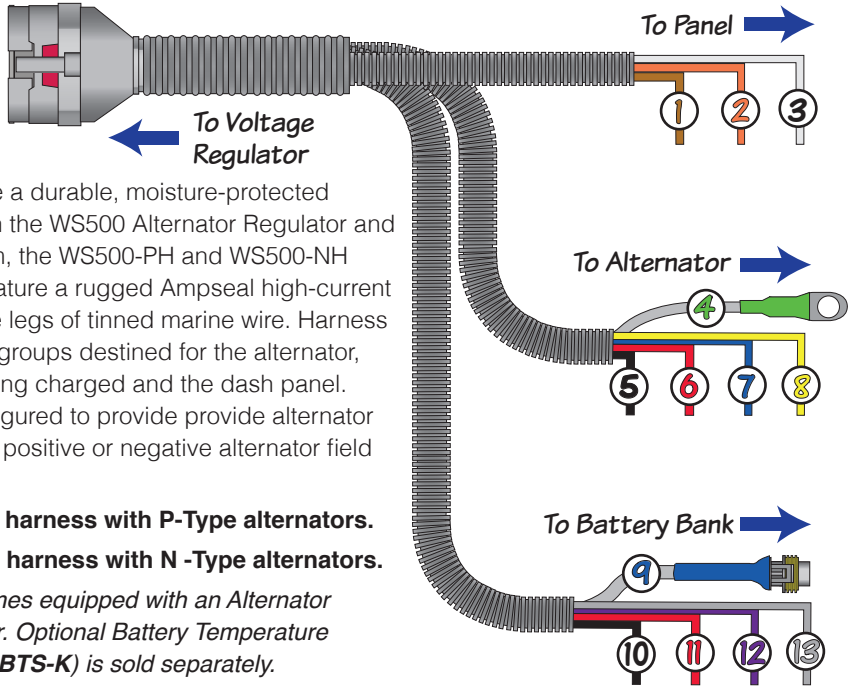 To Panel
1 2 3
To Voltage
Regulator
e a durable, moisture-protected
n the WS500 Alternator Regulator and
n, the WS500-PH and WS500-NH
ature a rugged Ampseal high-current
e legs of tinned marine wire. Harness
groups destined for the alternator,
ng charged and the dash panel.
gured to provide provide alternator
positive or negative alternator field
harness with P-Type alternators.
harness with N -Type alternators.
nes equipped with an Alternator
r. Optional Battery Temperature
BTS-K) is sold separately.
To Alternator
4
5 6 7 8
To Battery Bank
9
10 11 12 13